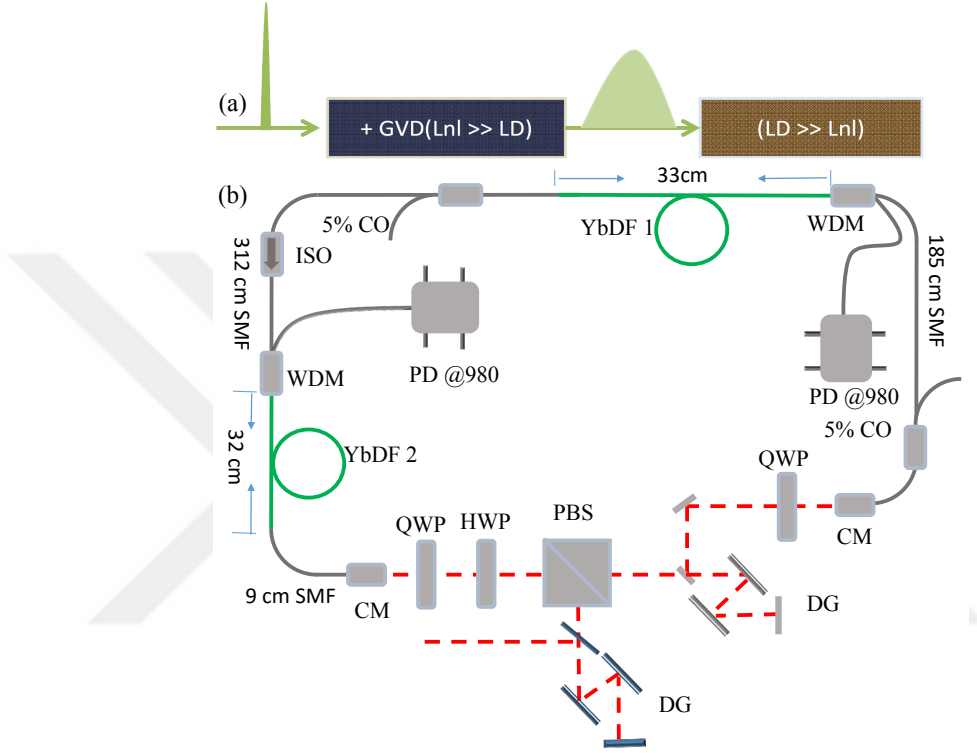 (a)
+ GVD(Lnl >> LD)
(LD >> Lnl)
(b)
33cm
5% CO
YbDF 1
WDM
ISO
312 cm SMF
185 cm SMF
PD @980
WDM
PD @980
5% CO
32 cm
YbDF 2
QWP
QWP
HWP
PBS
CM
9 cm SMF
CM
DG
DG